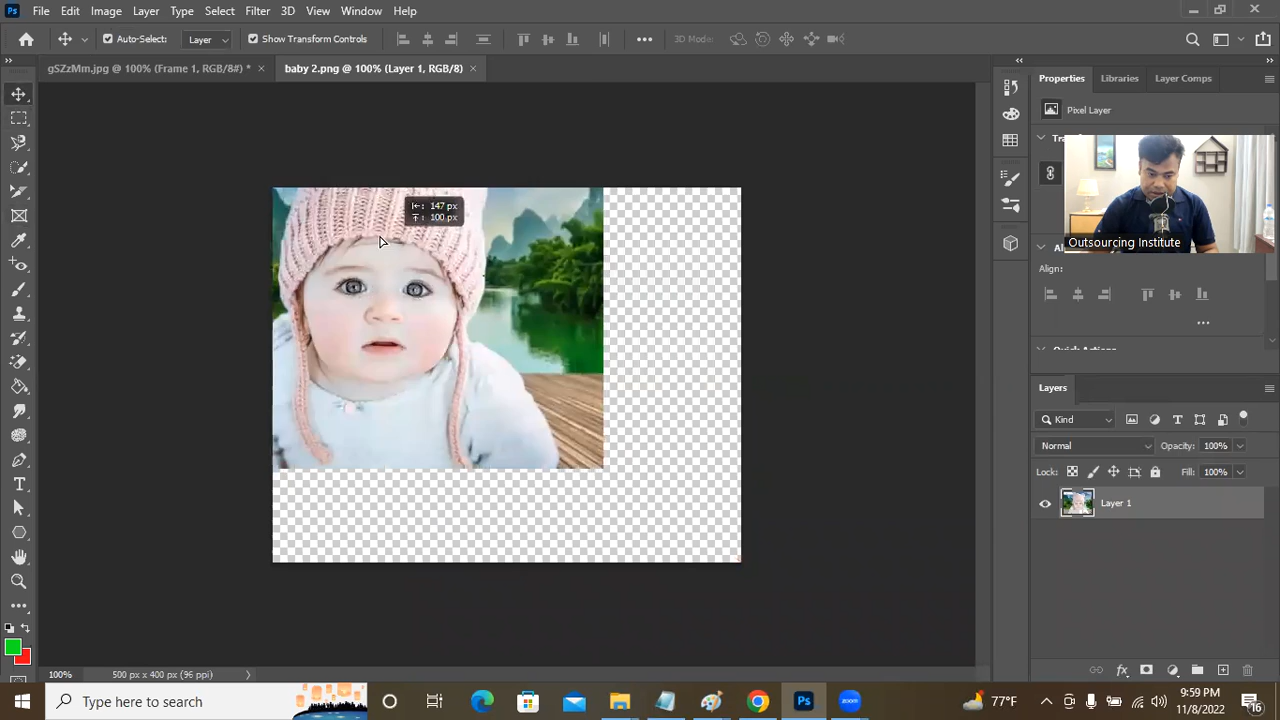 Ps File Edit Image Layer Type Select Filter 3D View Window Help
Auto-Select: Layer Show Transform Controls 3D Mode:
gSZzMm.jpg @ 100% (Frame 1, RGB/8#) * × baby 2.png @ 100% (Layer 1, RGB/8) ×
Properties Libraries Layer Comps
Pixel Layer
147 px
100 px
Outsourcing Institute
Align:
Layers
Kind
Normal Opacity: 100%
Lock: Fill: 100%
Layer 1
100% 500 px x 400 px (96 ppi)
Type here to search
Ps zoom 77°F
9:59 PM
11/8/2022
16